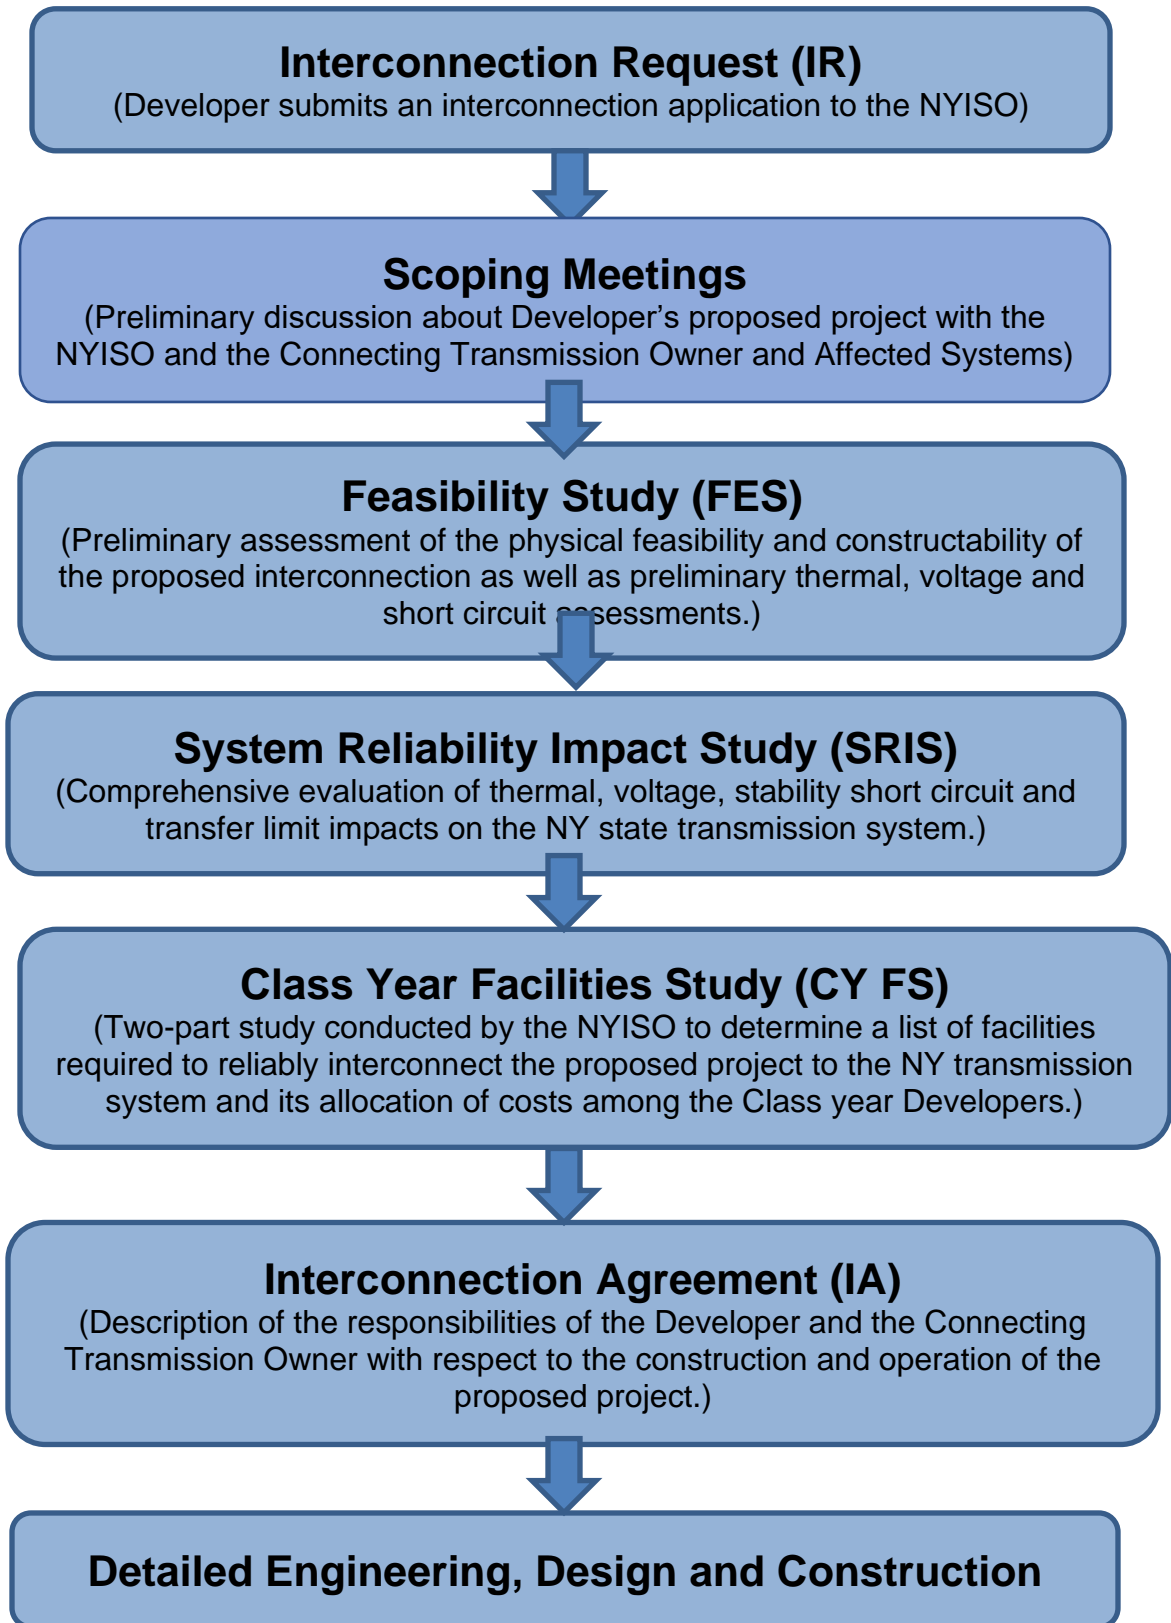 Interconnection Request (IR)
(Developer submits an interconnection application to the NYISO)
Scoping Meetings
(Preliminary discussion about Developer’s proposed project with the
NYISO and the Connecting Transmission Owner and Affected Systems)
Feasibility Study (FES)
(Preliminary assessment of the physical feasibility and constructability of
the proposed interconnection as well as preliminary thermal, voltage and
short circuit assessments.)
System Reliability Impact Study (SRIS)
(Comprehensive evaluation of thermal, voltage, stability short circuit and
transfer limit impacts on the NY state transmission system.)
Class Year Facilities Study (CY FS)
(Two-part study conducted by the NYISO to determine a list of facilities
required to reliably interconnect the proposed project to the NY transmission
system and its allocation of costs among the Class year Developers.)
Interconnection Agreement (IA)
(Description of the responsibilities of the Developer and the Connecting
Transmission Owner with respect to the construction and operation of the
proposed project.)
Detailed Engineering, Design and Construction